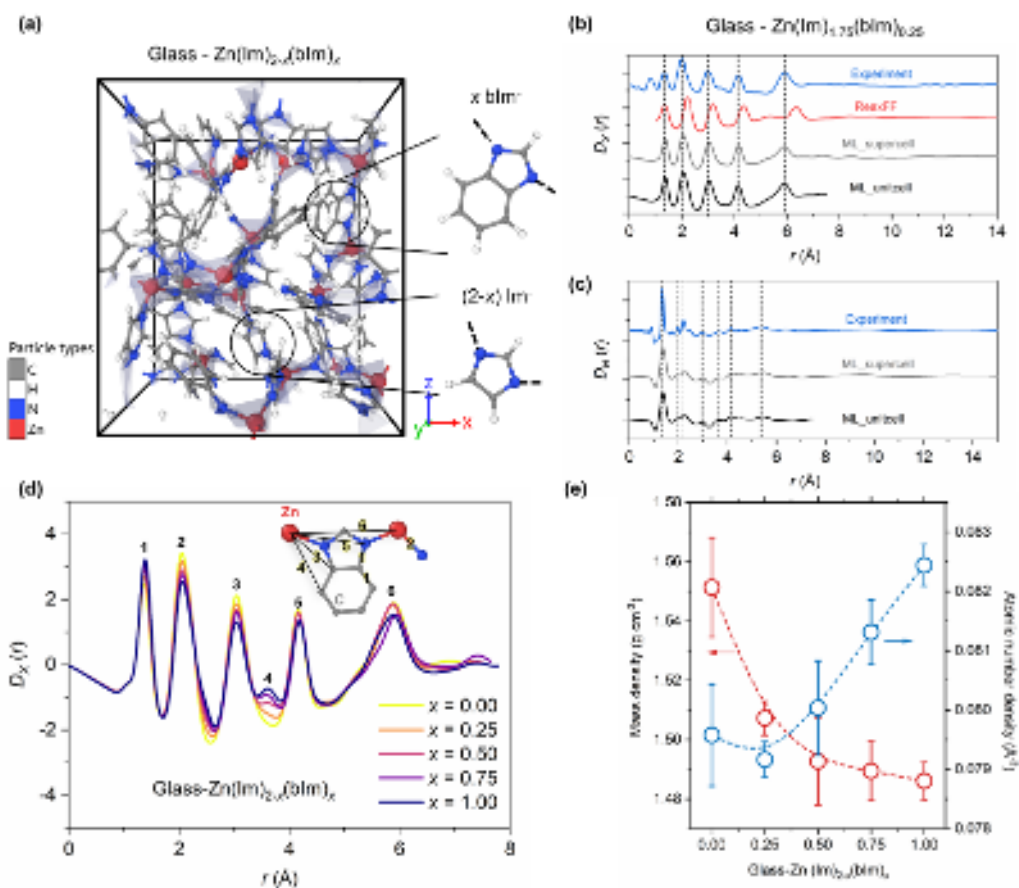 (a)
Glass - Zn(Im)2-x(bIm)x
x bIm-
(2-x) Im-
Particle types
C
H
N
Zn
z
y
x
(b)
Glass - Zn(Im)1.75(bIm)0.25
Experiment
ReaxFF
ML_supercell
ML_unitcell
DX (r)
0 2 4 6 8 10 12 14
r (Å)
(c)
Experiment
ML_supercell
ML_unitcell
DN (r)
0 2 4 6 8 10 12 14
r (Å)
(d)
Zn
6
5
3
4
2
1
1
C
1 2 3 4 5 6
4
2
0
-2
-4
DX (r)
x = 0.00
x = 0.25
x = 0.50
x = 0.75
x = 1.00
Glass-Zn(Im)2-x(bIm)x
0 2 4 6 8
r (Å)
(e)
1.58
1.56
1.54
1.52
1.50
1.48
Mass density (g cm-3)
0.083
0.082
0.081
0.080
0.079
0.078
Atomic number density (Å-3)
0.00 0.25 0.50 0.75 1.00
Glass-Zn (Im)2-x(bIm)x